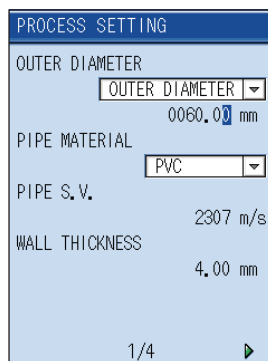 PROCESS SETTING
OUTER DIAMETER
OUTER DIAMETER
0060.00 mm
PIPE MATERIAL
PVC
PIPE S.V.
2307 m/s
WALL THICKNESS
4.00 mm
1/4